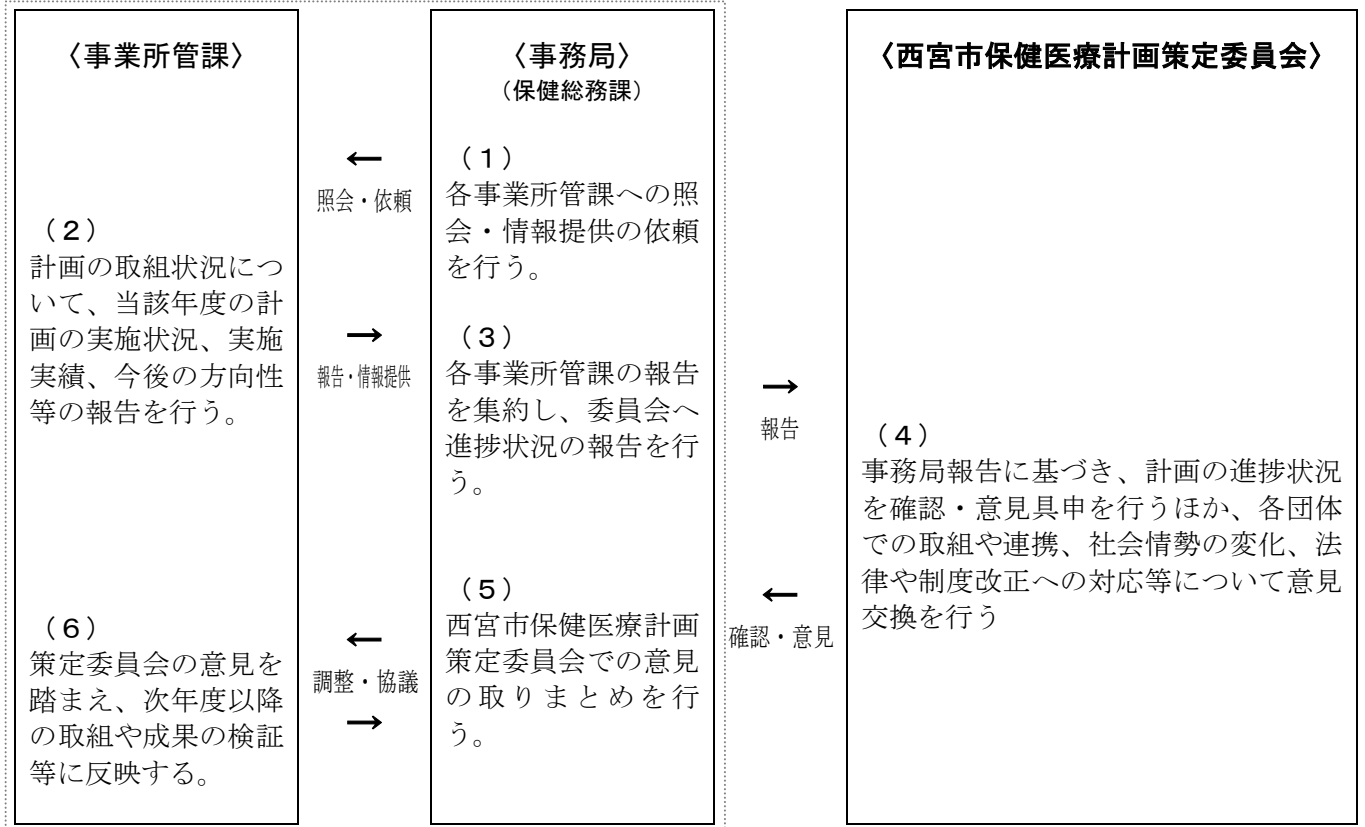 〈事業所管課〉
(2)
計画の取組状況につ
いて、当該年度の計
画の実施状況、実施
実績、今後の方向性
等の報告を行う。
(6)
策定委員会の意見を
踏まえ、次年度以降
の取組や成果の検証
等に反映する。
←
照会・依頼
→
報告・情報提供
←
調整・協議
→
〈事務局〉
(保健総務課)
(1)
各事業所管課への照
会・情報提供の依頼
を行う。
(3)
各事業所管課の報告
を集約し、委員会へ
進捗状況の報告を行
う。
(5)
西宮市保健医療計画
策定委員会での意見
の取りまとめを行
う。
→
報告
←
確認・意見
〈西宮市保健医療計画策定委員会〉
(4)
事務局報告に基づき、計画の進捗状況
を確認・意見具申を行うほか、各団体
での取組や連携、社会情勢の変化、法
律や制度改正への対応等について意見
交換を行う